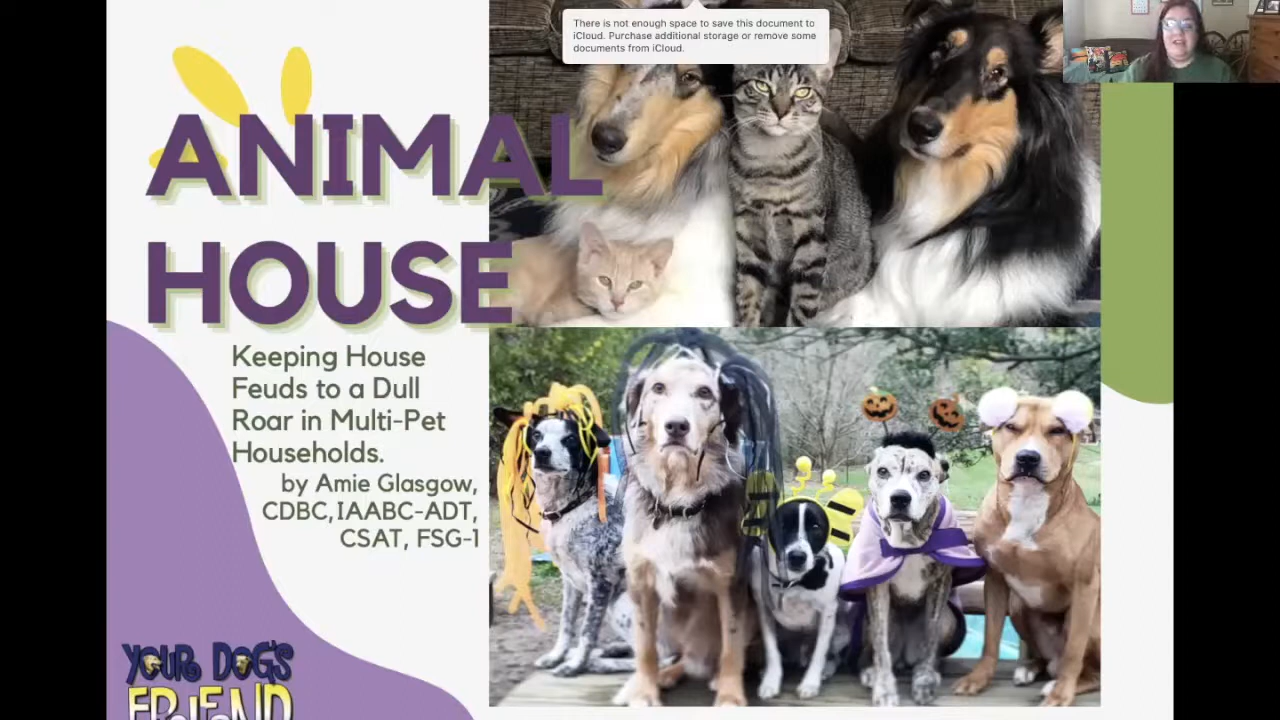 There is not enough space to save this document to
iCloud. Purchase additional storage or remove some
documents from iCloud.
ANIMAL
HOUSE
Keeping House
Feuds to a Dull
Roar in Multi-Pet
Households.
by Amie Glasgow,
CDBC,IAABC-ADT,
CSAT, FSG-1
YOUR DOG'S
FRIEND